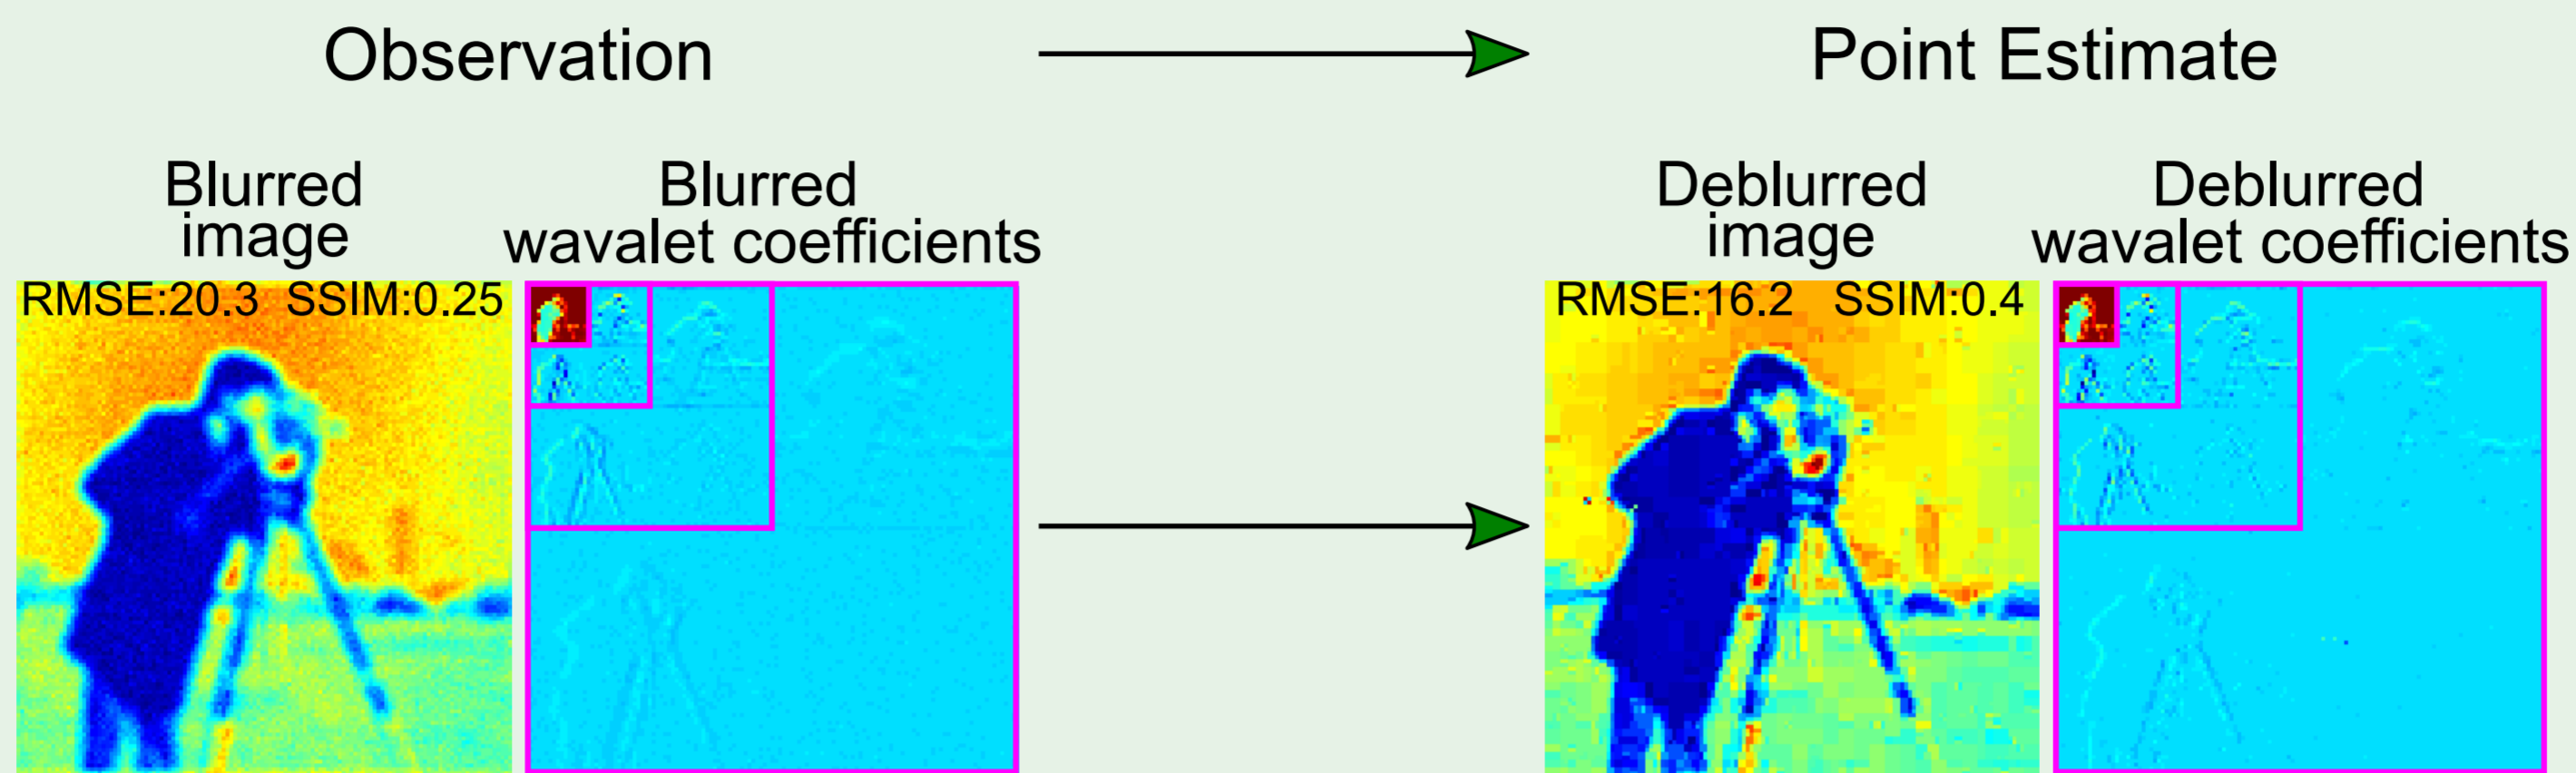 Observation
Point Estimate
Blurred
image
Blurred
wavalet coefficients
Deblurred
image
Deblurred
wavalet coefficients
RMSE:20.3 SSIM:0.25
RMSE:16.2 SSIM:0.4